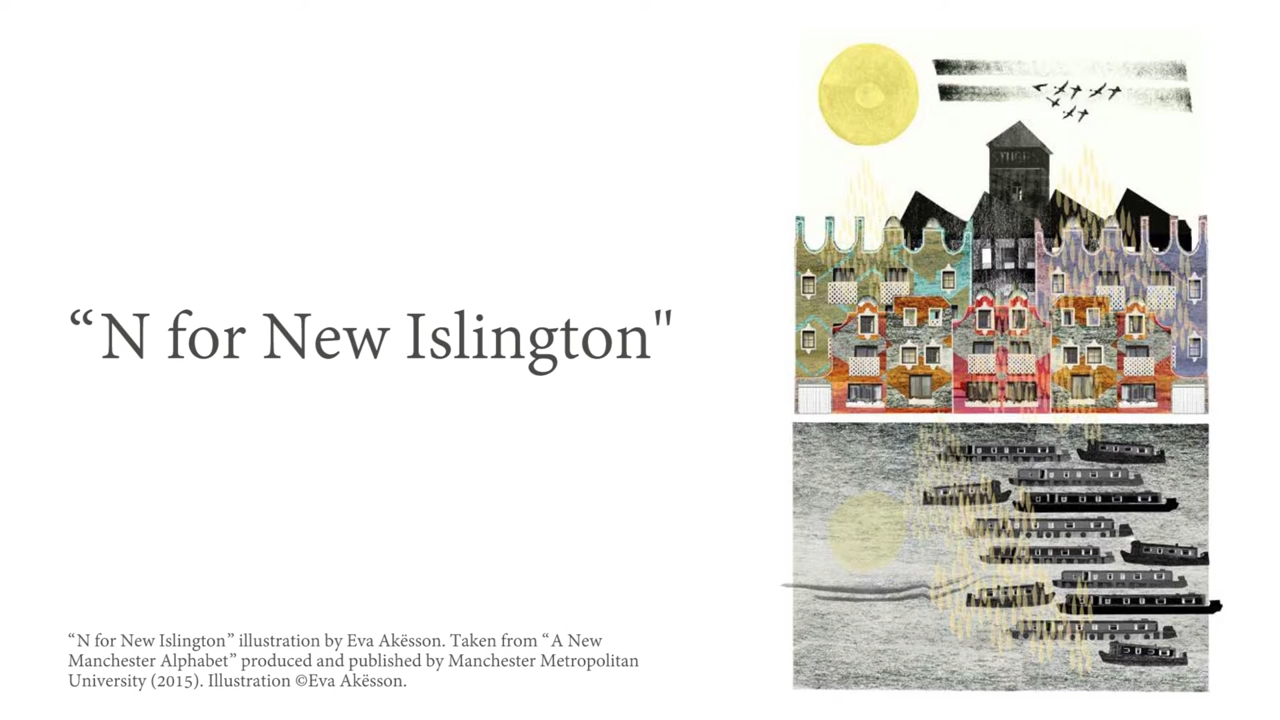 “N for New Islington"
“N for New Islington” illustration by Eva Akësson. Taken from “A New
Manchester Alphabet” produced and published by Manchester Metropolitan
University (2015). Illustration ©Eva Akësson.